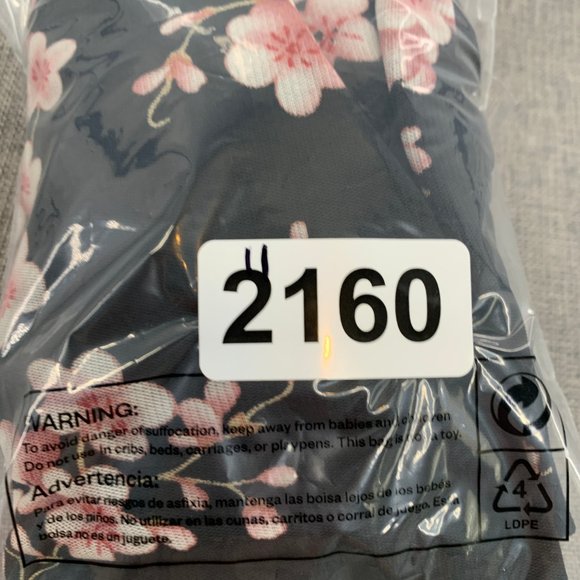 2160
WARNING:
To avoid danger of suffocation, keep away from babies and children
Do not use in cribs, beds, carriages, or playpens. This bag is not a toy.
Advertencia:
Para evitar riesgos de asfixia, mantenga las bolsa lejos de los bebés
y de los niños. No utilizar en las cunas, carritos o corral de juego. Esta
bolsa no es un juguete.
4
LDPE